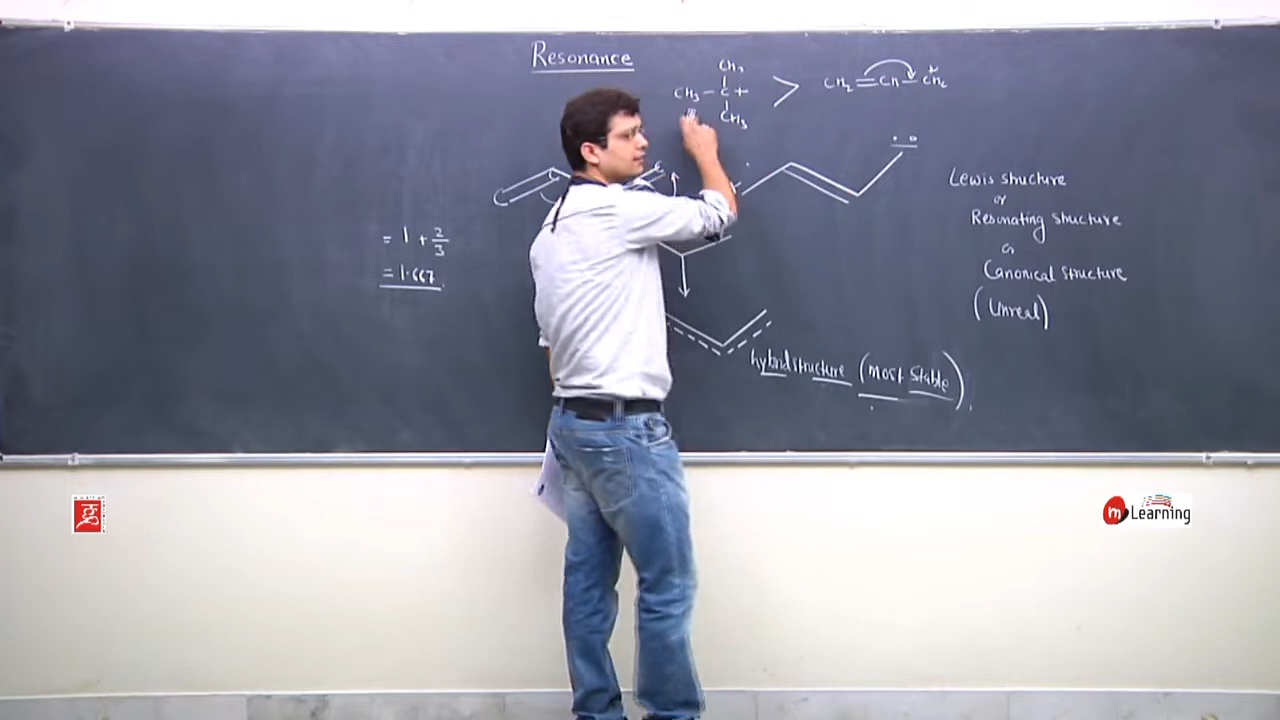 Resonance
CH3
CH3 – C +
CH3
>
CH2 = CH – CH2
+
= 1 + 2/3
= 1.667
Lewis structure
or
Resonating structure
or
Canonical structure
(Unreal)
hybrid structure (most stable)
m Learning